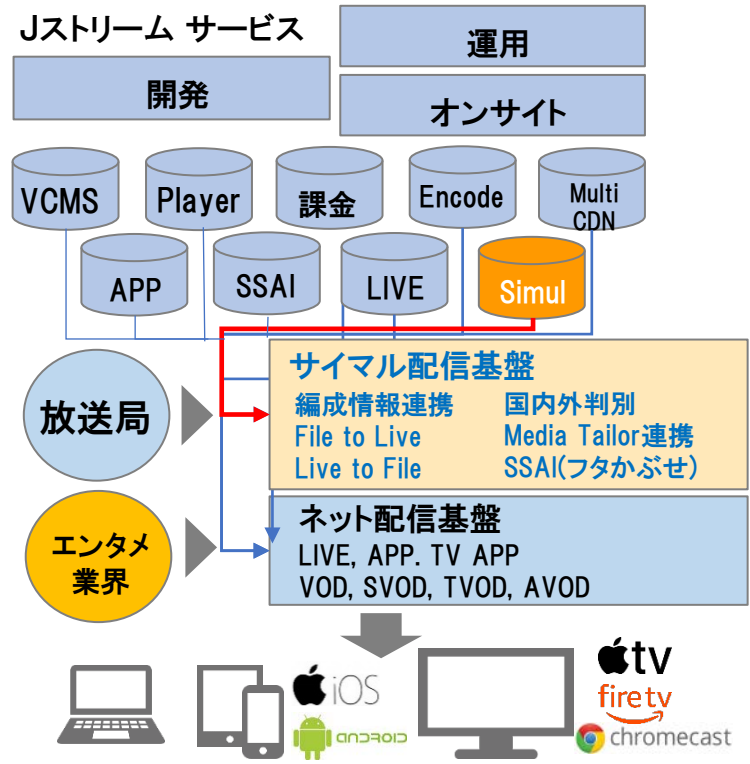 Jストリーム サービス
運用
開発
オンサイト
VCMS
Player
課金
Encode
Multi
CDN
APP
SSAI
LIVE
Simul
サイマル配信基盤
放送局
編成情報連携
国内外判別
File to Live
Media Tailor連携
Live to File
SSAI(フタかぶせ)
エンタメ
業界
ネット配信基盤
LIVE, APP. TV APP
VOD, SVOD, TVOD, AVOD
iOS
android
tv
firetv
chromecast